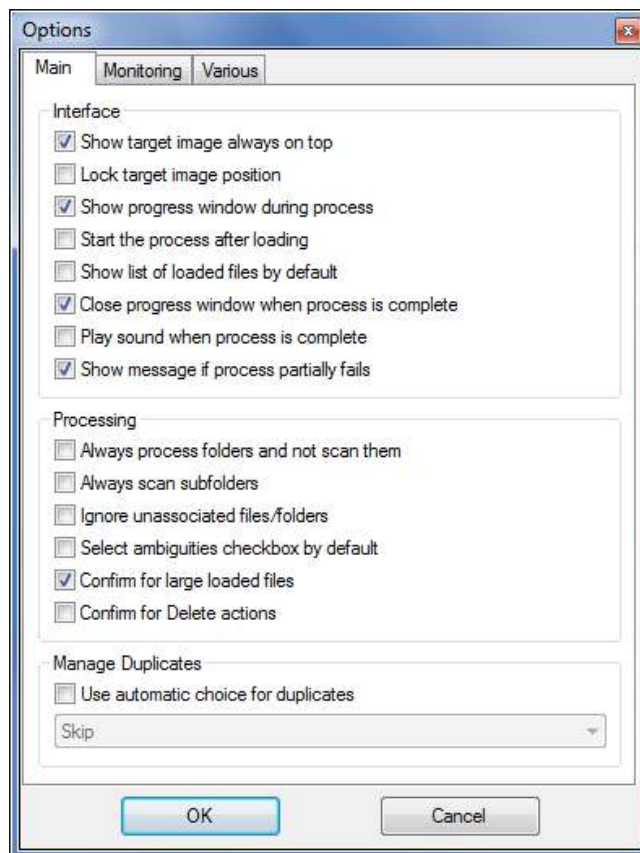 Options
Main
Monitoring
Various
Interface
Show target image always on top
Lock target image position
Show progress window during process
Start the process after loading
Show list of loaded files by default
Close progress window when process is complete
Play sound when process is complete
Show message if process partially fails
Processing
Always process folders and not scan them
Always scan subfolders
Ignore unassociated files/folders
Select ambiguities checkbox by default
Confirm for large loaded files
Confirm for Delete actions
Manage Duplicates
Use automatic choice for duplicates
Skip
OK
Cancel